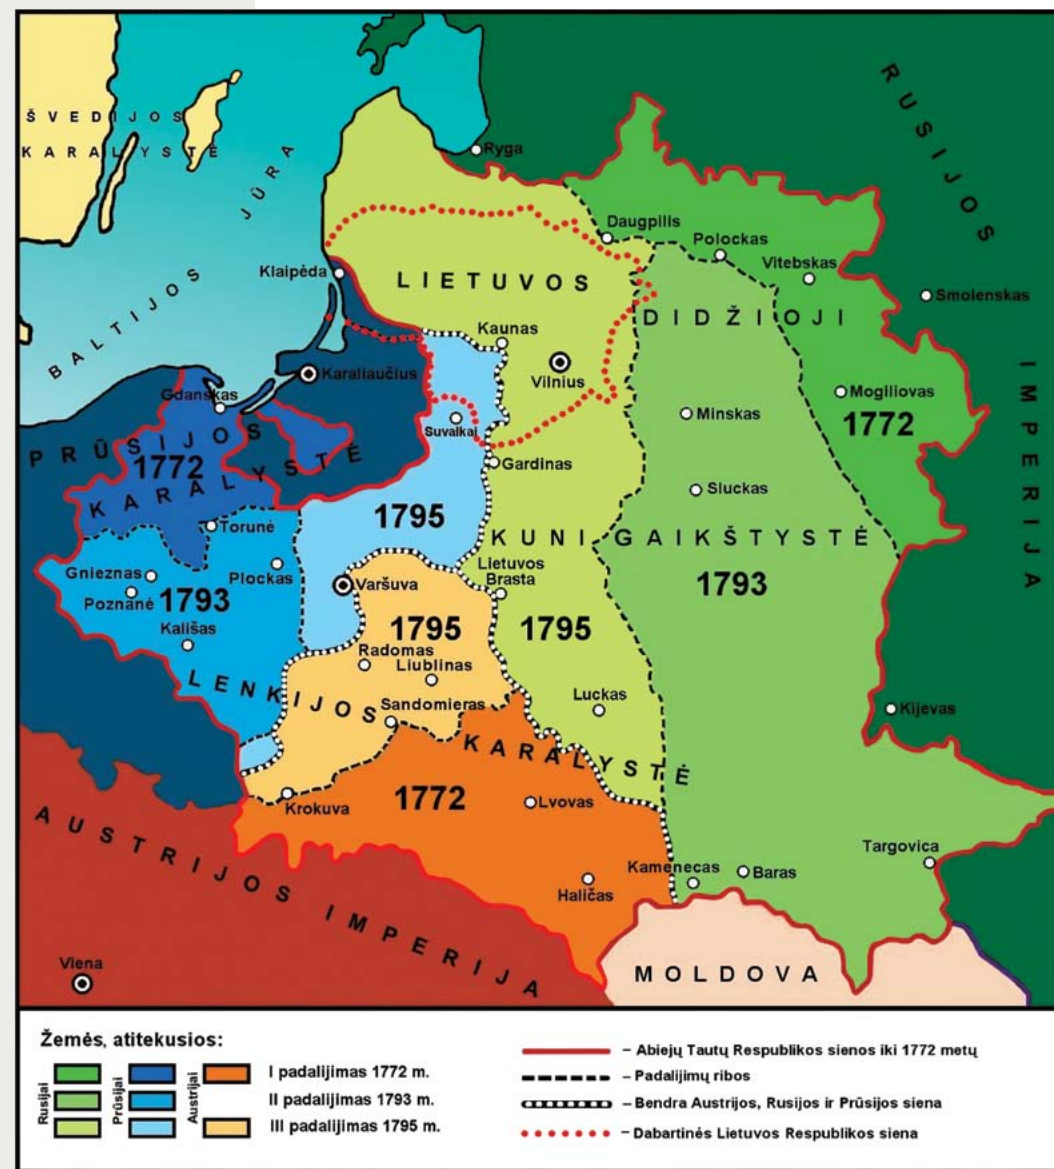 ŠVEDIJOS
KARALYSTĖ
BALTIJOS JŪRA
RUSIJOS
IMPERIJA
Ryga
Daugpilis
Polockas
Vitebskas
Smolenskas
Klaipėda
LIETUVOS
DIDŽIOJI
Kaunas
Vilnius
Karaliaučius
Gdanskas
Mogiliovas
1772
Minskas
Suvalkai
PRŪSIJOS
1772
KARALYSTĖ
Gardinas
Sluckas
1795
KUNIGAIKŠTYSTĖ
Torunė
Lietuvos
Brasta
Gnieznas
Plockas
Poznanė
1793
Varšuva
1793
Kališas
1795
1795
Radomas
Liublinas
LENKIJOS
Luckas
Sandomieras
Kijevas
KARALYSTĖ
Krokuva
1772
Lvovas
AUSTRIJOS IMPERIJA
Kamenecas
Baras
Targovica
Haličas
Viena
MOLDOVA
Žemės, atitekusios:
Rusijai
Prūsijai
Austrijai
I padalijimas 1772 m.
II padalijimas 1793 m.
III padalijimas 1795 m.
– Abiejų Tautų Respublikos sienos iki 1772 metų
– Padalijimų ribos
– Bendra Austrijos, Rusijos ir Prūsijos siena
– Dabartinės Lietuvos Respublikos siena